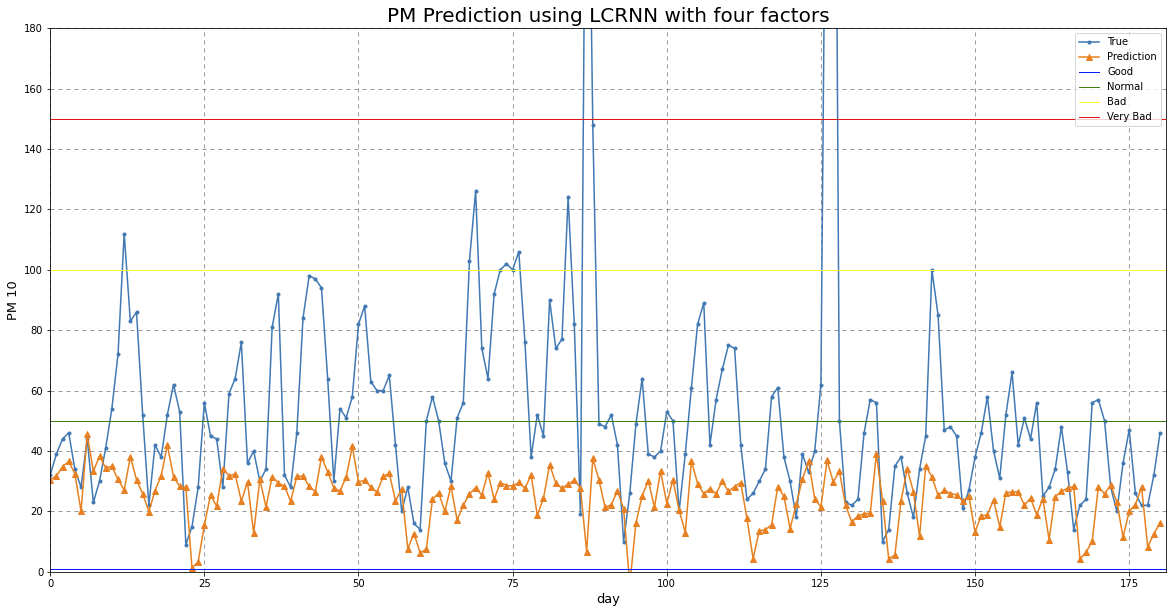 PM Prediction using LCRNN with four factors
True
Prediction
Good
Normal
Bad
Very Bad
PM 10
180
160
140
120
100
80
60
40
20
0
0 25 50 75 100 125 150 175
day